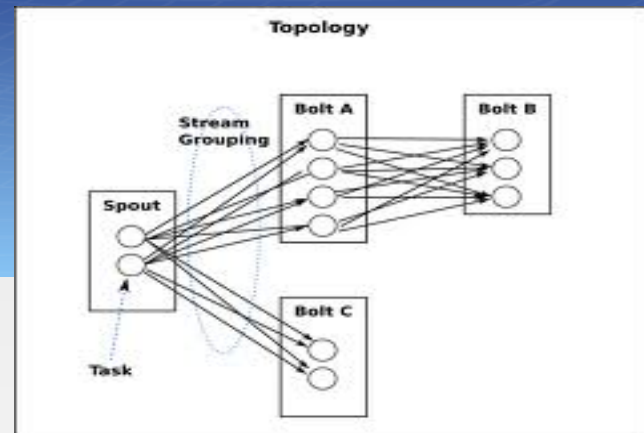 Topology
Bolt A
Bolt B
Stream
Grouping
Spout
Bolt C
Task